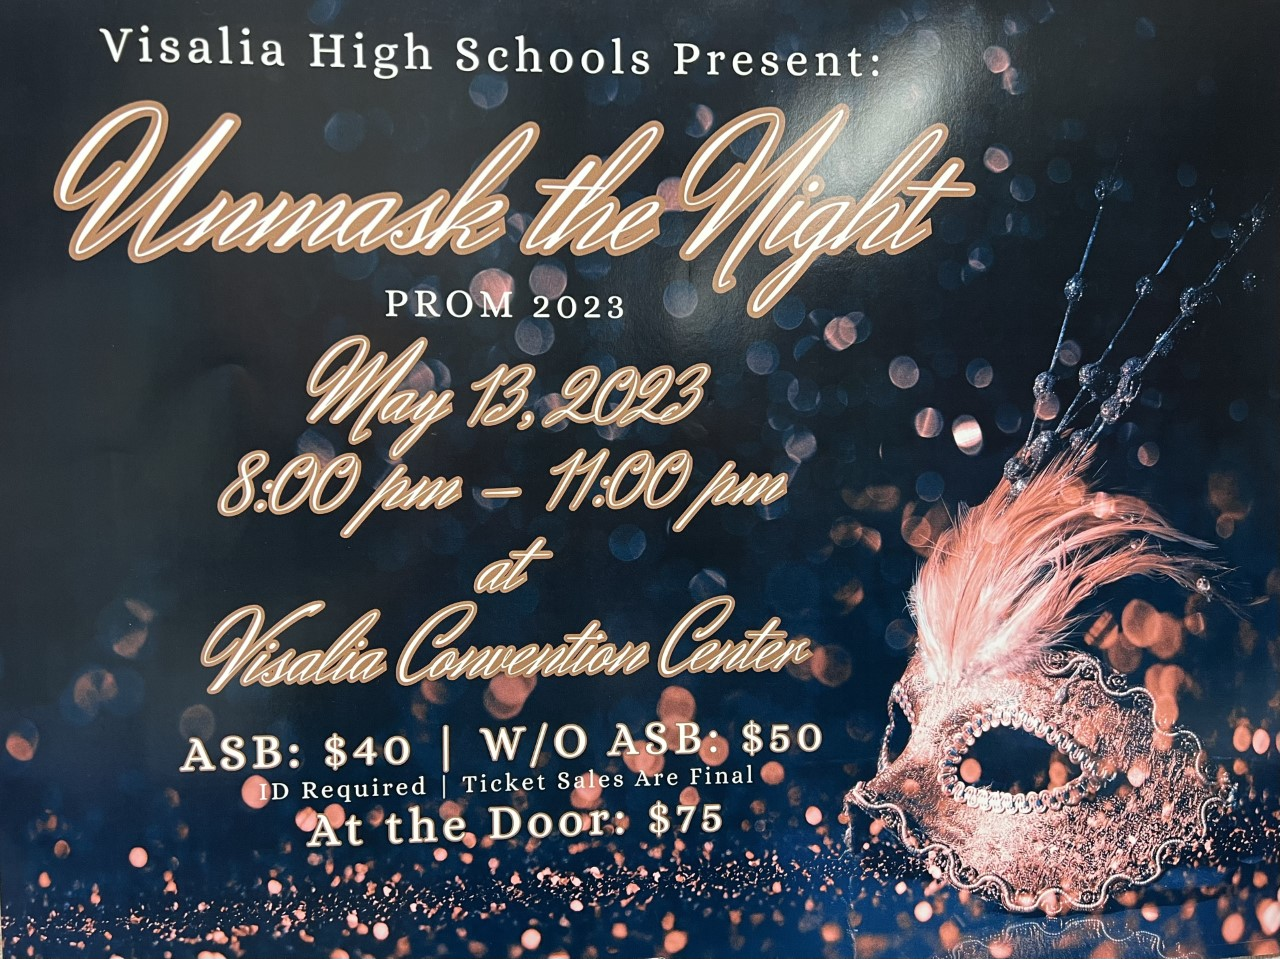 Visalia High Schools Present:
Unmask the Night
PROM 2023
May 13, 2023
8:00 pm – 11:00 pm
at
Visalia Convention Center
ASB: $40 | W/O ASB: $50
ID Required | Ticket Sales Are Final
At the Door: $75